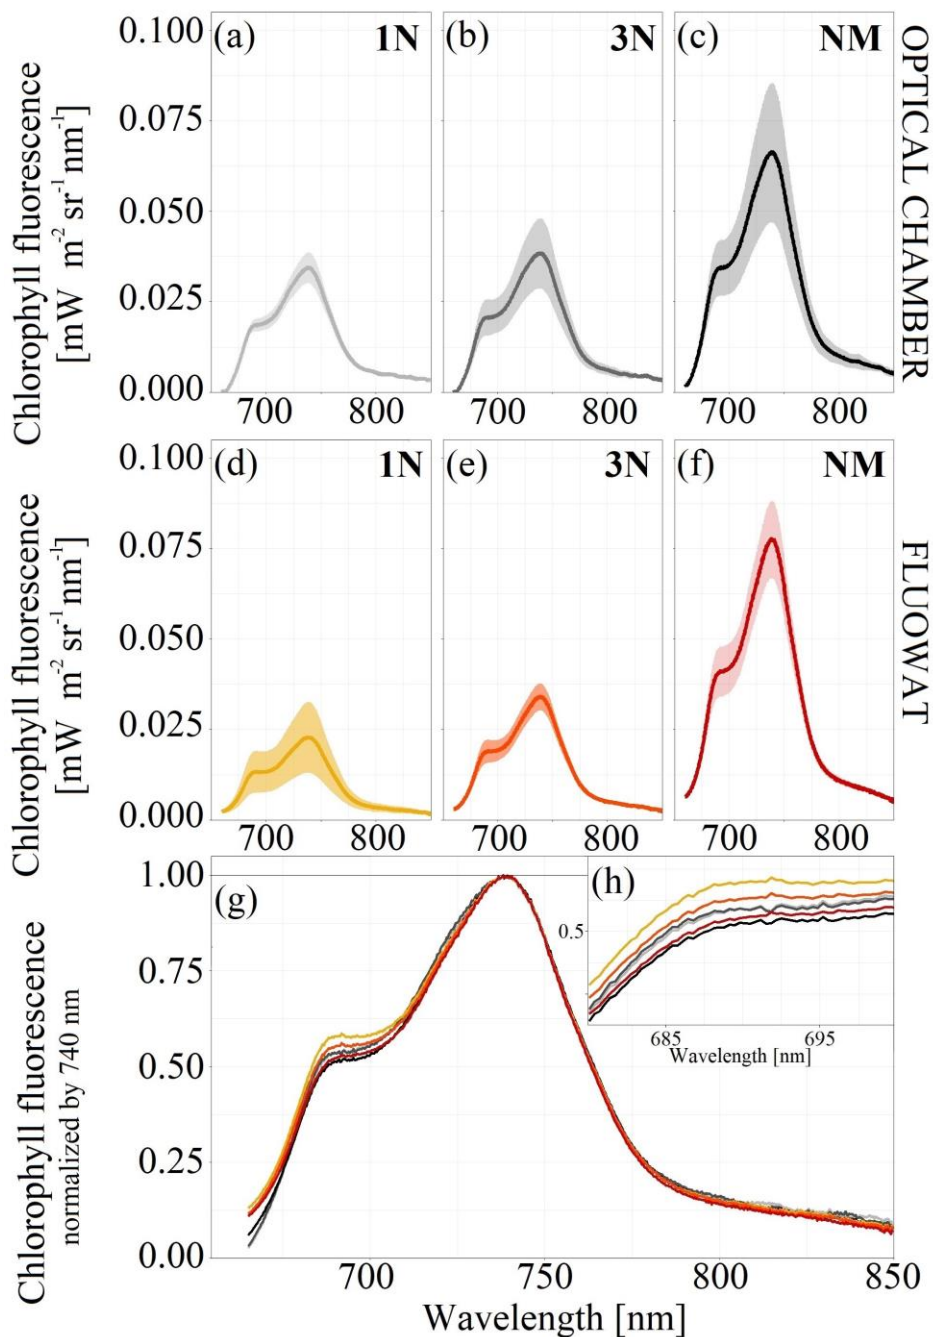 (a) 1N
(b) 3N
(c) NM
OPTICAL CHAMBER
Chlorophyll fluorescence
[mW m-2 sr-1 nm-1]
0.100
0.075
0.050
0.025
0.000
700 800
700 800
700 800
(d) 1N
(e) 3N
(f) NM
FLUOWAT
Chlorophyll fluorescence
[mW m-2 sr-1 nm-1]
0.100
0.075
0.050
0.025
0.000
700 800
700 800
700 800
Chlorophyll fluorescence
normalized by 740 nm
1.00
0.75
0.50
0.25
0.00
(g)
(h)
0.5
685 695
Wavelength [nm]
700 750 800 850
Wavelength [nm]